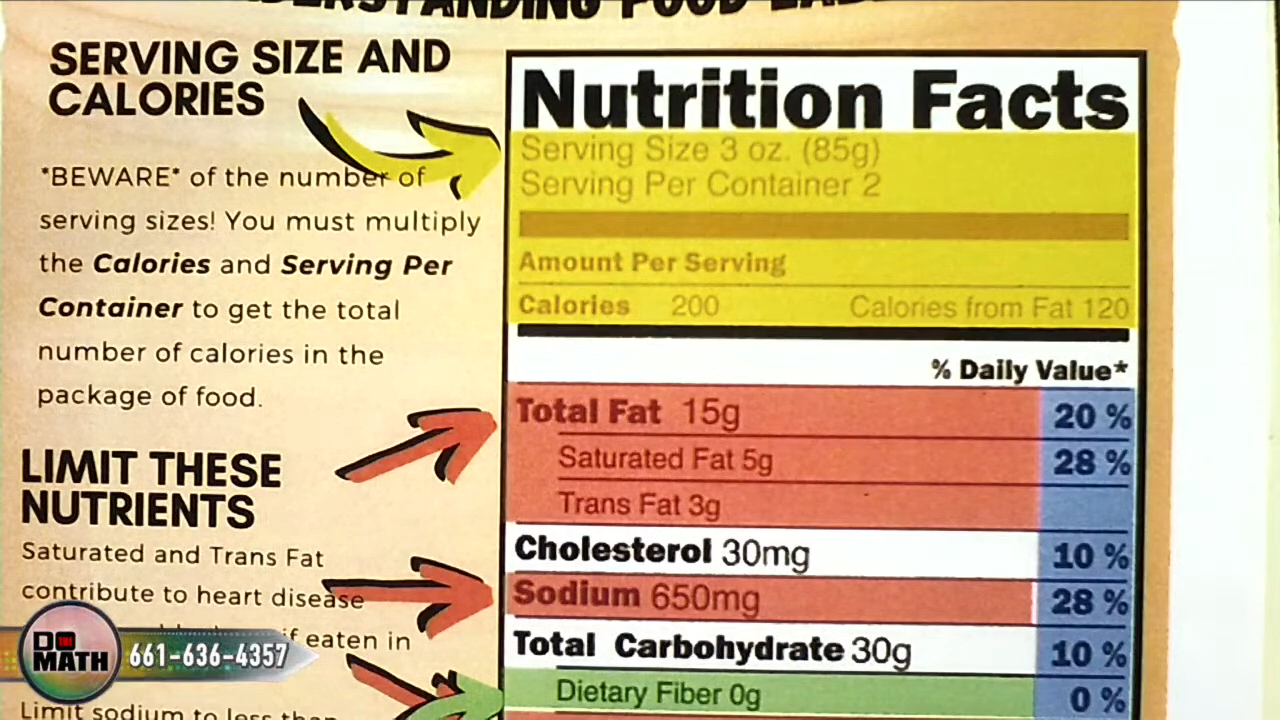 UNDERSTANDING FOOD
SERVING SIZE AND
CALORIES
*BEWARE* of the number of
serving sizes! You must multiply
the Calories and Serving Per
Container to get the total
number of calories in the
package of food.
LIMIT THESE
NUTRIENTS
Saturated and Trans Fat
contribute to heart disease
if eaten in
Limit sodium to less than
Nutrition Facts
Serving Size 3 oz. (85g)
Serving Per Container 2
Amount Per Serving
Calories 200 Calories from Fat 120
% Daily Value*
Total Fat 15g 20 %
Saturated Fat 5g 28 %
Trans Fat 3g
Cholesterol 30mg 10 %
Sodium 650mg 28 %
Total Carbohydrate 30g 10 %
Dietary Fiber 0g 0 %
DO THE MATH
661-636-4357